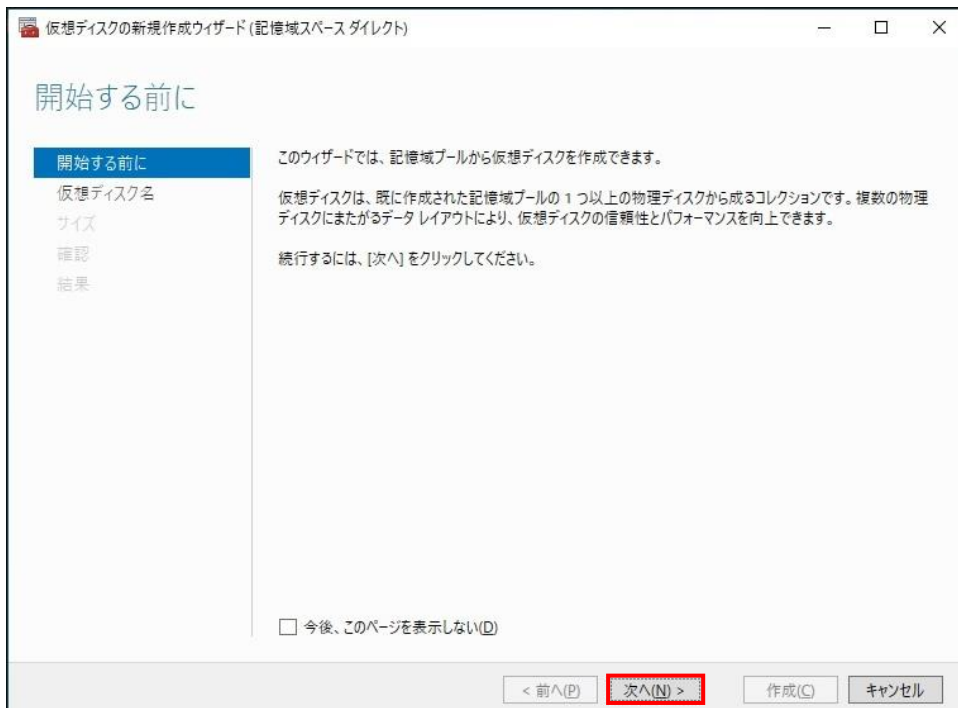 仮想ディスクの新規作成ウィザード (記憶域スペース ダイレクト)
開始する前に
開始する前に
仮想ディスク名
サイズ
確認
結果
このウィザードでは、記憶域プールから仮想ディスクを作成できます。
仮想ディスクは、既に作成された記憶域プールの 1 つ以上の物理ディスクから成るコレクションです。複数の物理
ディスクにまたがるデータ レイアウトにより、仮想ディスクの信頼性とパフォーマンスを向上できます。
続行するには、[次へ] をクリックしてください。
今後、このページを表示しない(D)
< 前へ(P)
次へ(N) >
作成(C)
キャンセル